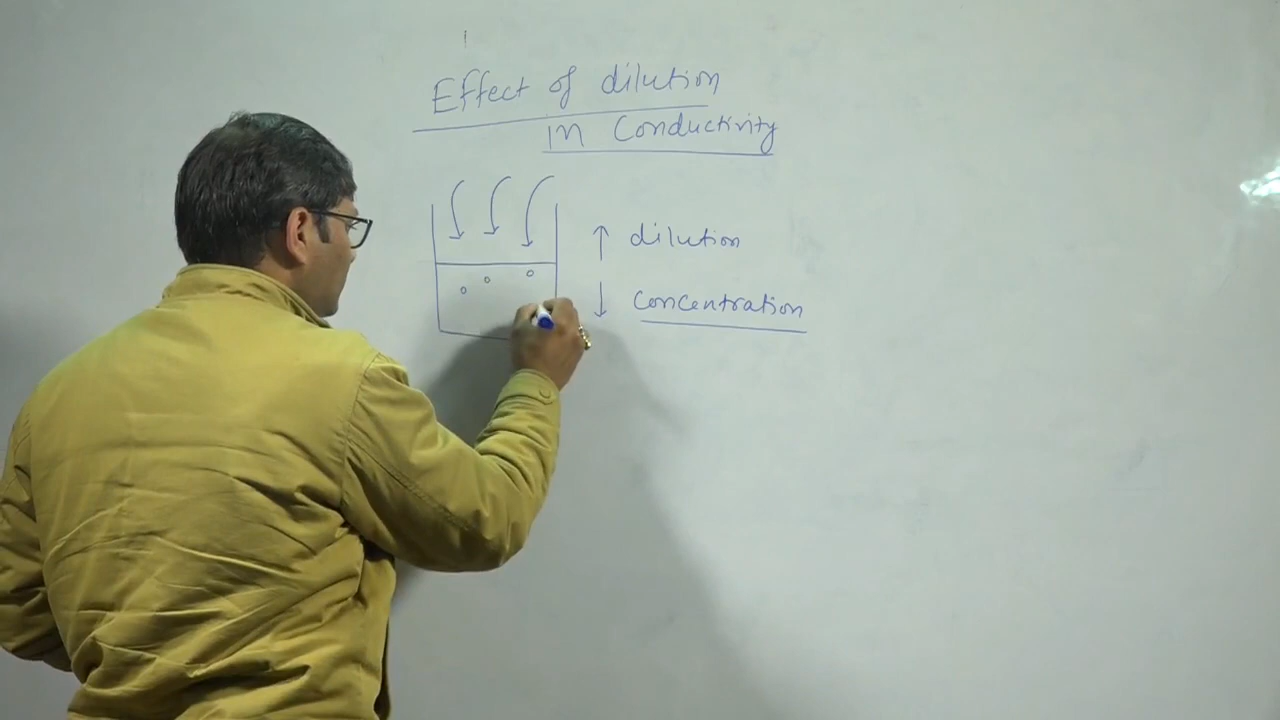 Effect of dilution
in Conductivity
↑ dilution
↓ Concentration